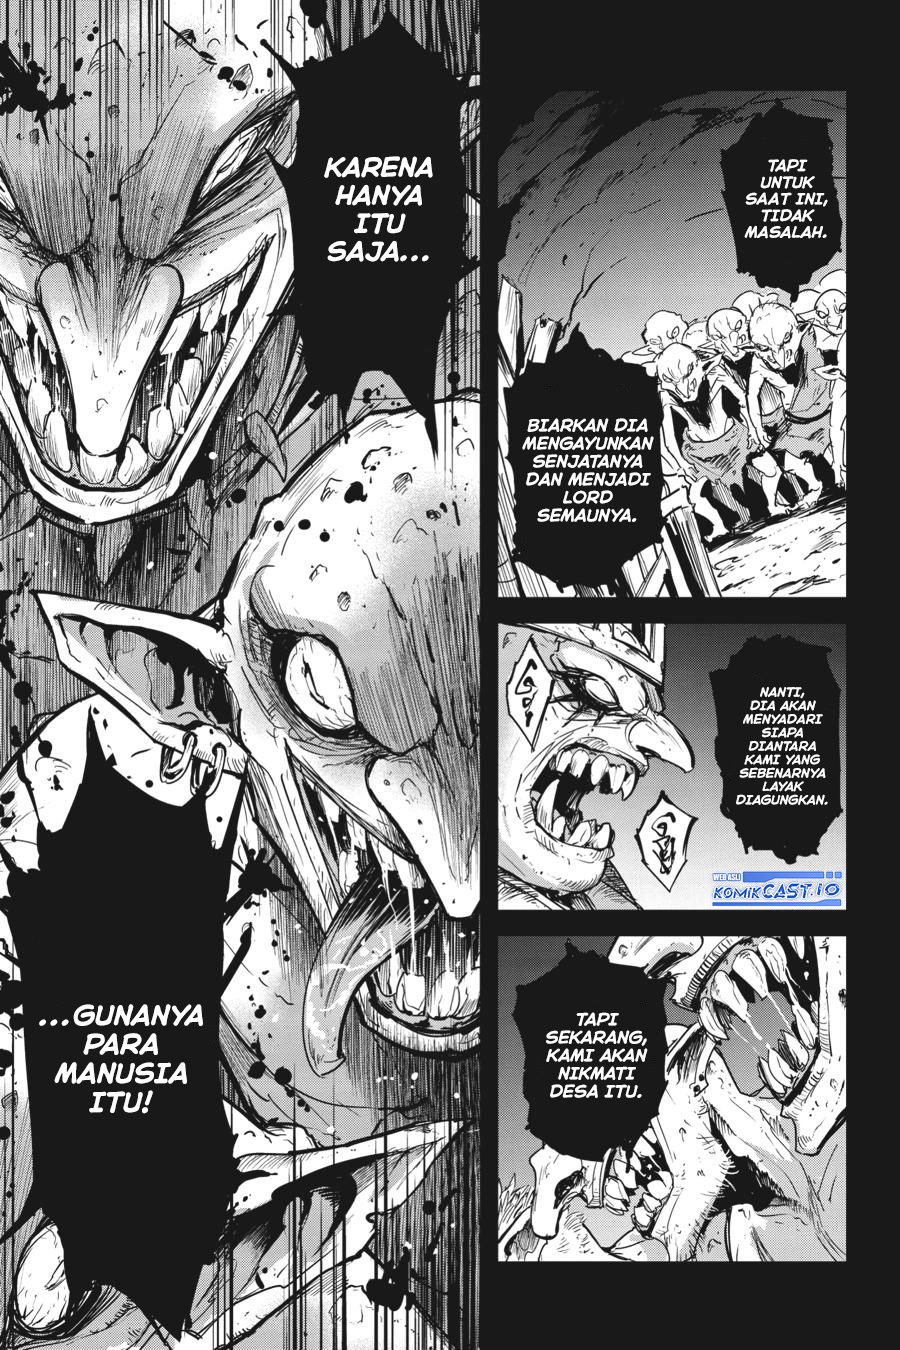 TAPI
UNTUK
SAAT INI,
TIDAK
MASALAH.
BIARKAN DIA
MENGAYUNKAN
SENJATANYA
DAN MENJADI
LORD
SEMAUNYA.
NANTI,
DIA AKAN
MENYADARI
SIAPA
DIANTARA
KAMI YANG
SEBENARNYA
LAYAK
DIAGUNGKAN.
WEB ASLI
KOMIKCAST.IO
TAPI
SEKARANG,
KAMI AKAN
NIKMATI
DESA ITU.
KARENA
HANYA
ITU
SAJA...
...GUNANYA
PARA
MANUSIA
ITU!